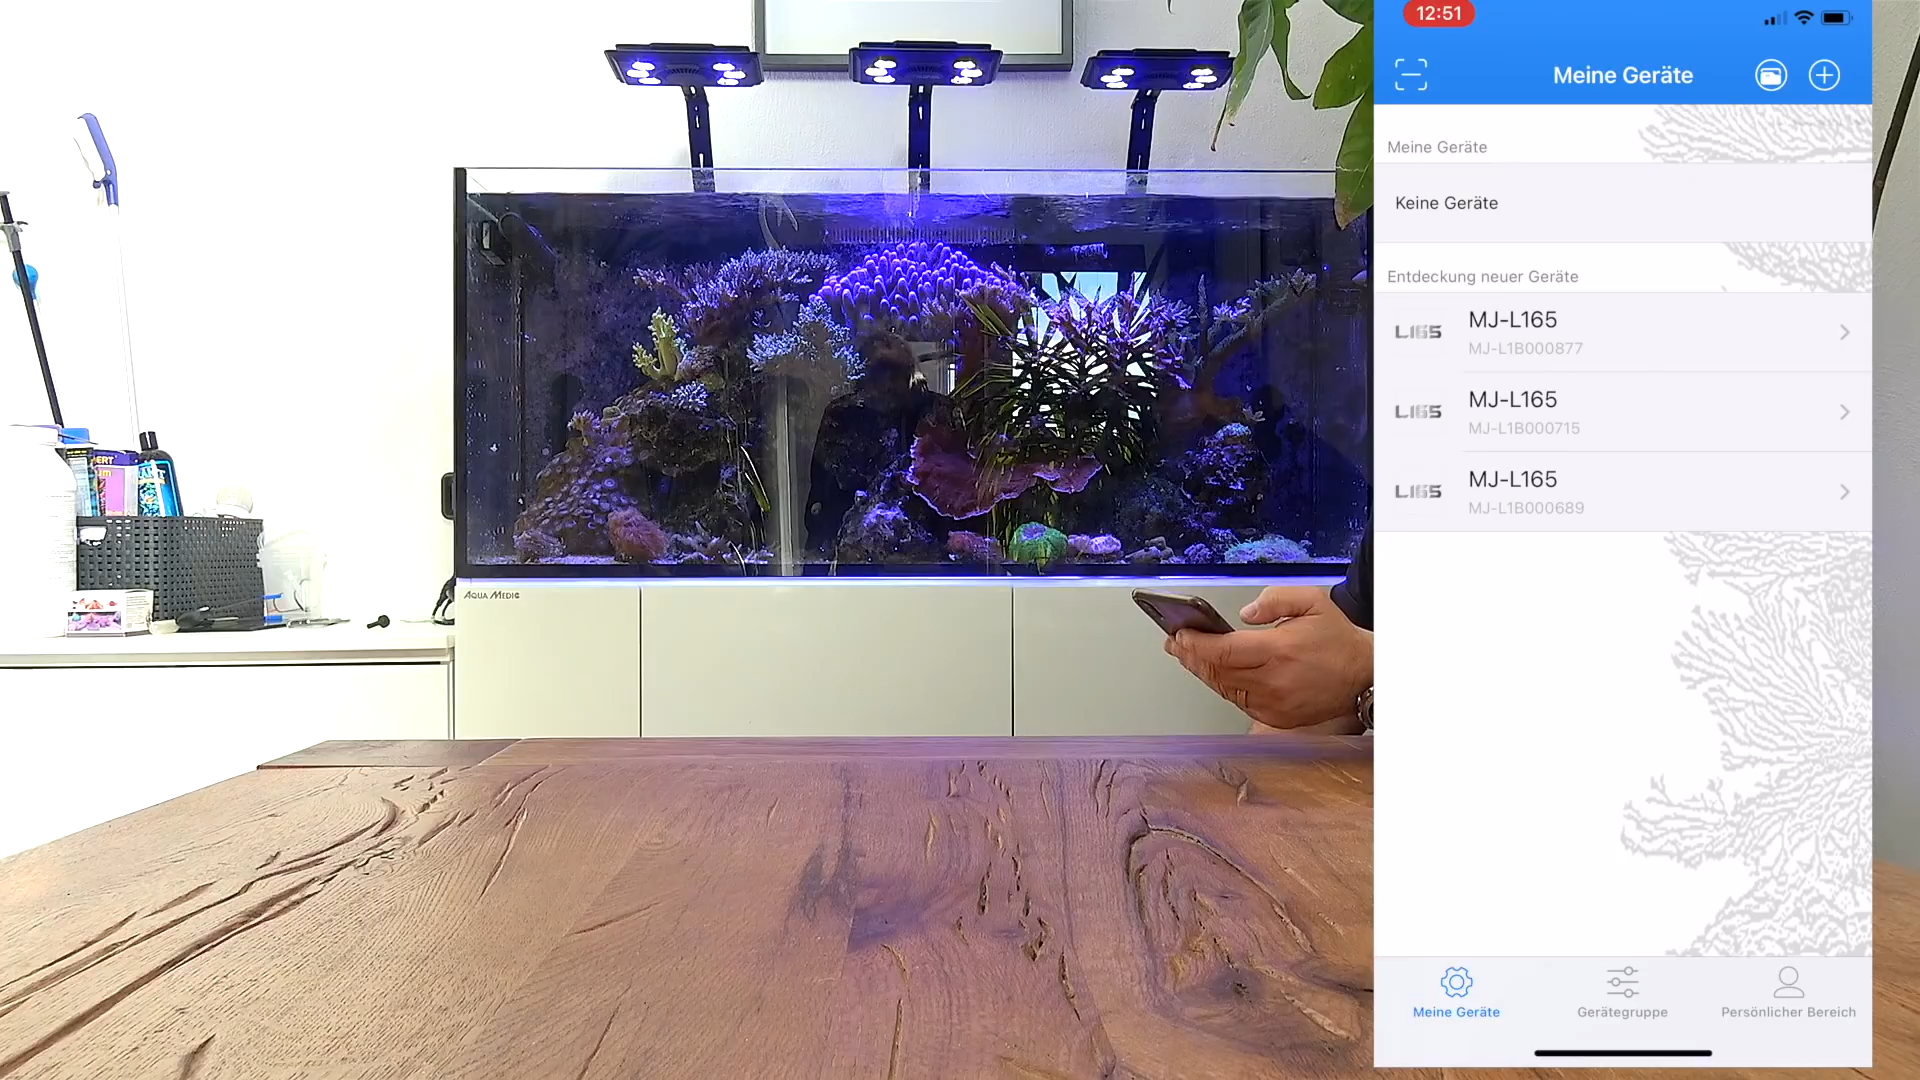 12:51
Meine Geräte
Meine Geräte
Keine Geräte
Entdeckung neuer Geräte
L165
MJ-L165
MJ-L1B000877
L165
MJ-L165
MJ-L1B000715
L165
MJ-L165
MJ-L1B000689
Meine Geräte
Gerätegruppe
Persönlicher Bereich
AQUA MEDIC